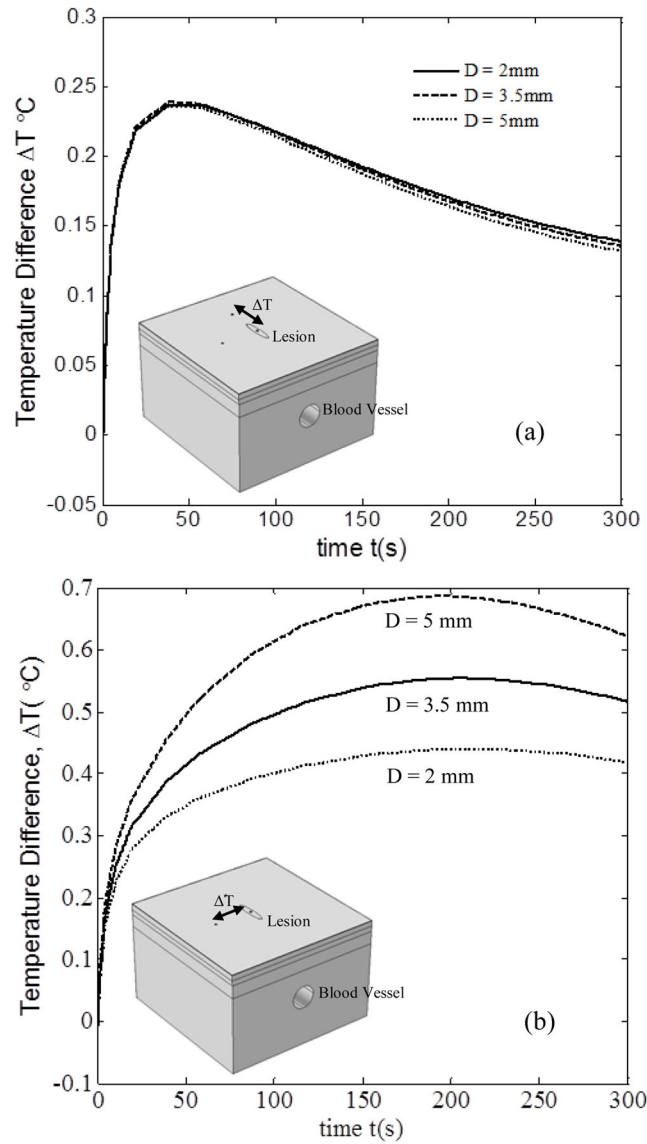 0.3
0.25
0.2
0.15
0.1
0.05
0
-0.05
Temperature Difference ΔT °C
D = 2mm
D = 3.5mm
D = 5mm
ΔT
Lesion
Blood Vessel
(a)
0 50 100 150 200 250 300
time t(s)
0.7
0.6
0.5
0.4
0.3
0.2
0.1
0
-0.1
Temperature Difference, ΔT( °C)
D = 5 mm
D = 3.5 mm
D = 2 mm
ΔT
Lesion
Blood Vessel
(b)
0 50 100 150 200 250 300
time t(s)